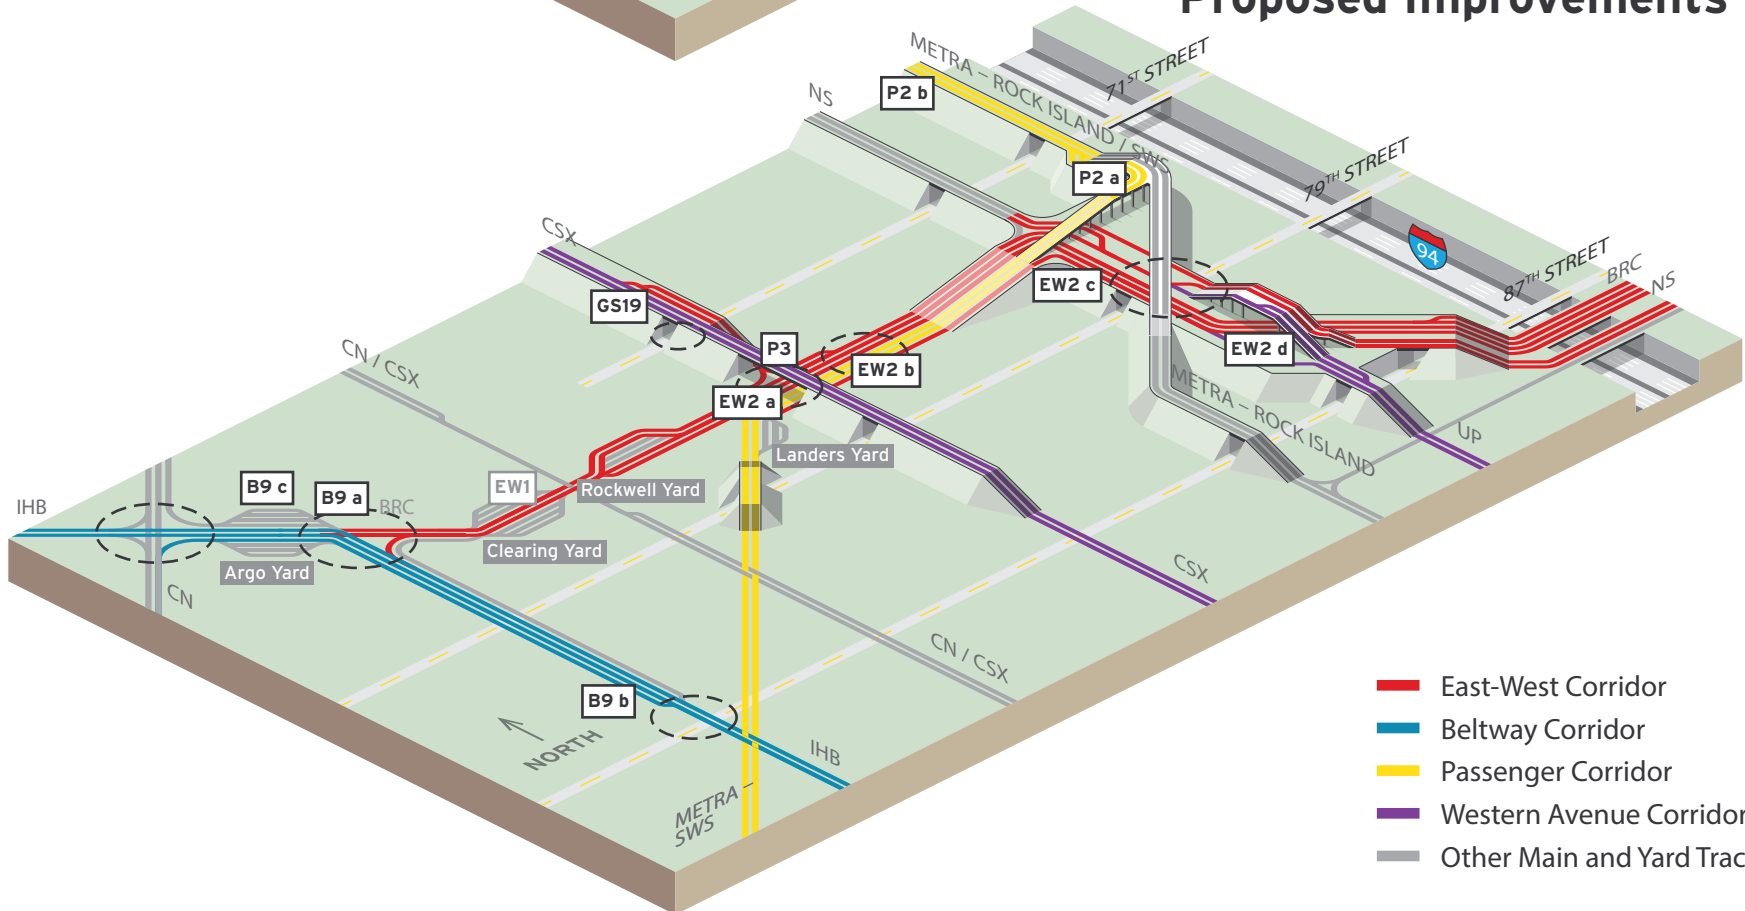 Proposed Improvements
METRA – ROCK ISLAND / SWS
71ST STREET
P2 b
NS
79TH STREET
P2 a
94
87TH STREET
BRC
NS
CSX
EW2 c
GS19
CN / CSX
P3
EW2 b
EW2 d
EW2 a
METRA – ROCK ISLAND
UP
Landers Yard
B9 c
B9 a
EW1
Rockwell Yard
IHB
BRC
Clearing Yard
Argo Yard
CN
CSX
CN / CSX
B9 b
NORTH
IHB
METRA –
SWS
East-West Corridor
Beltway Corridor
Passenger Corridor
Western Avenue Corridor
Other Main and Yard Trac